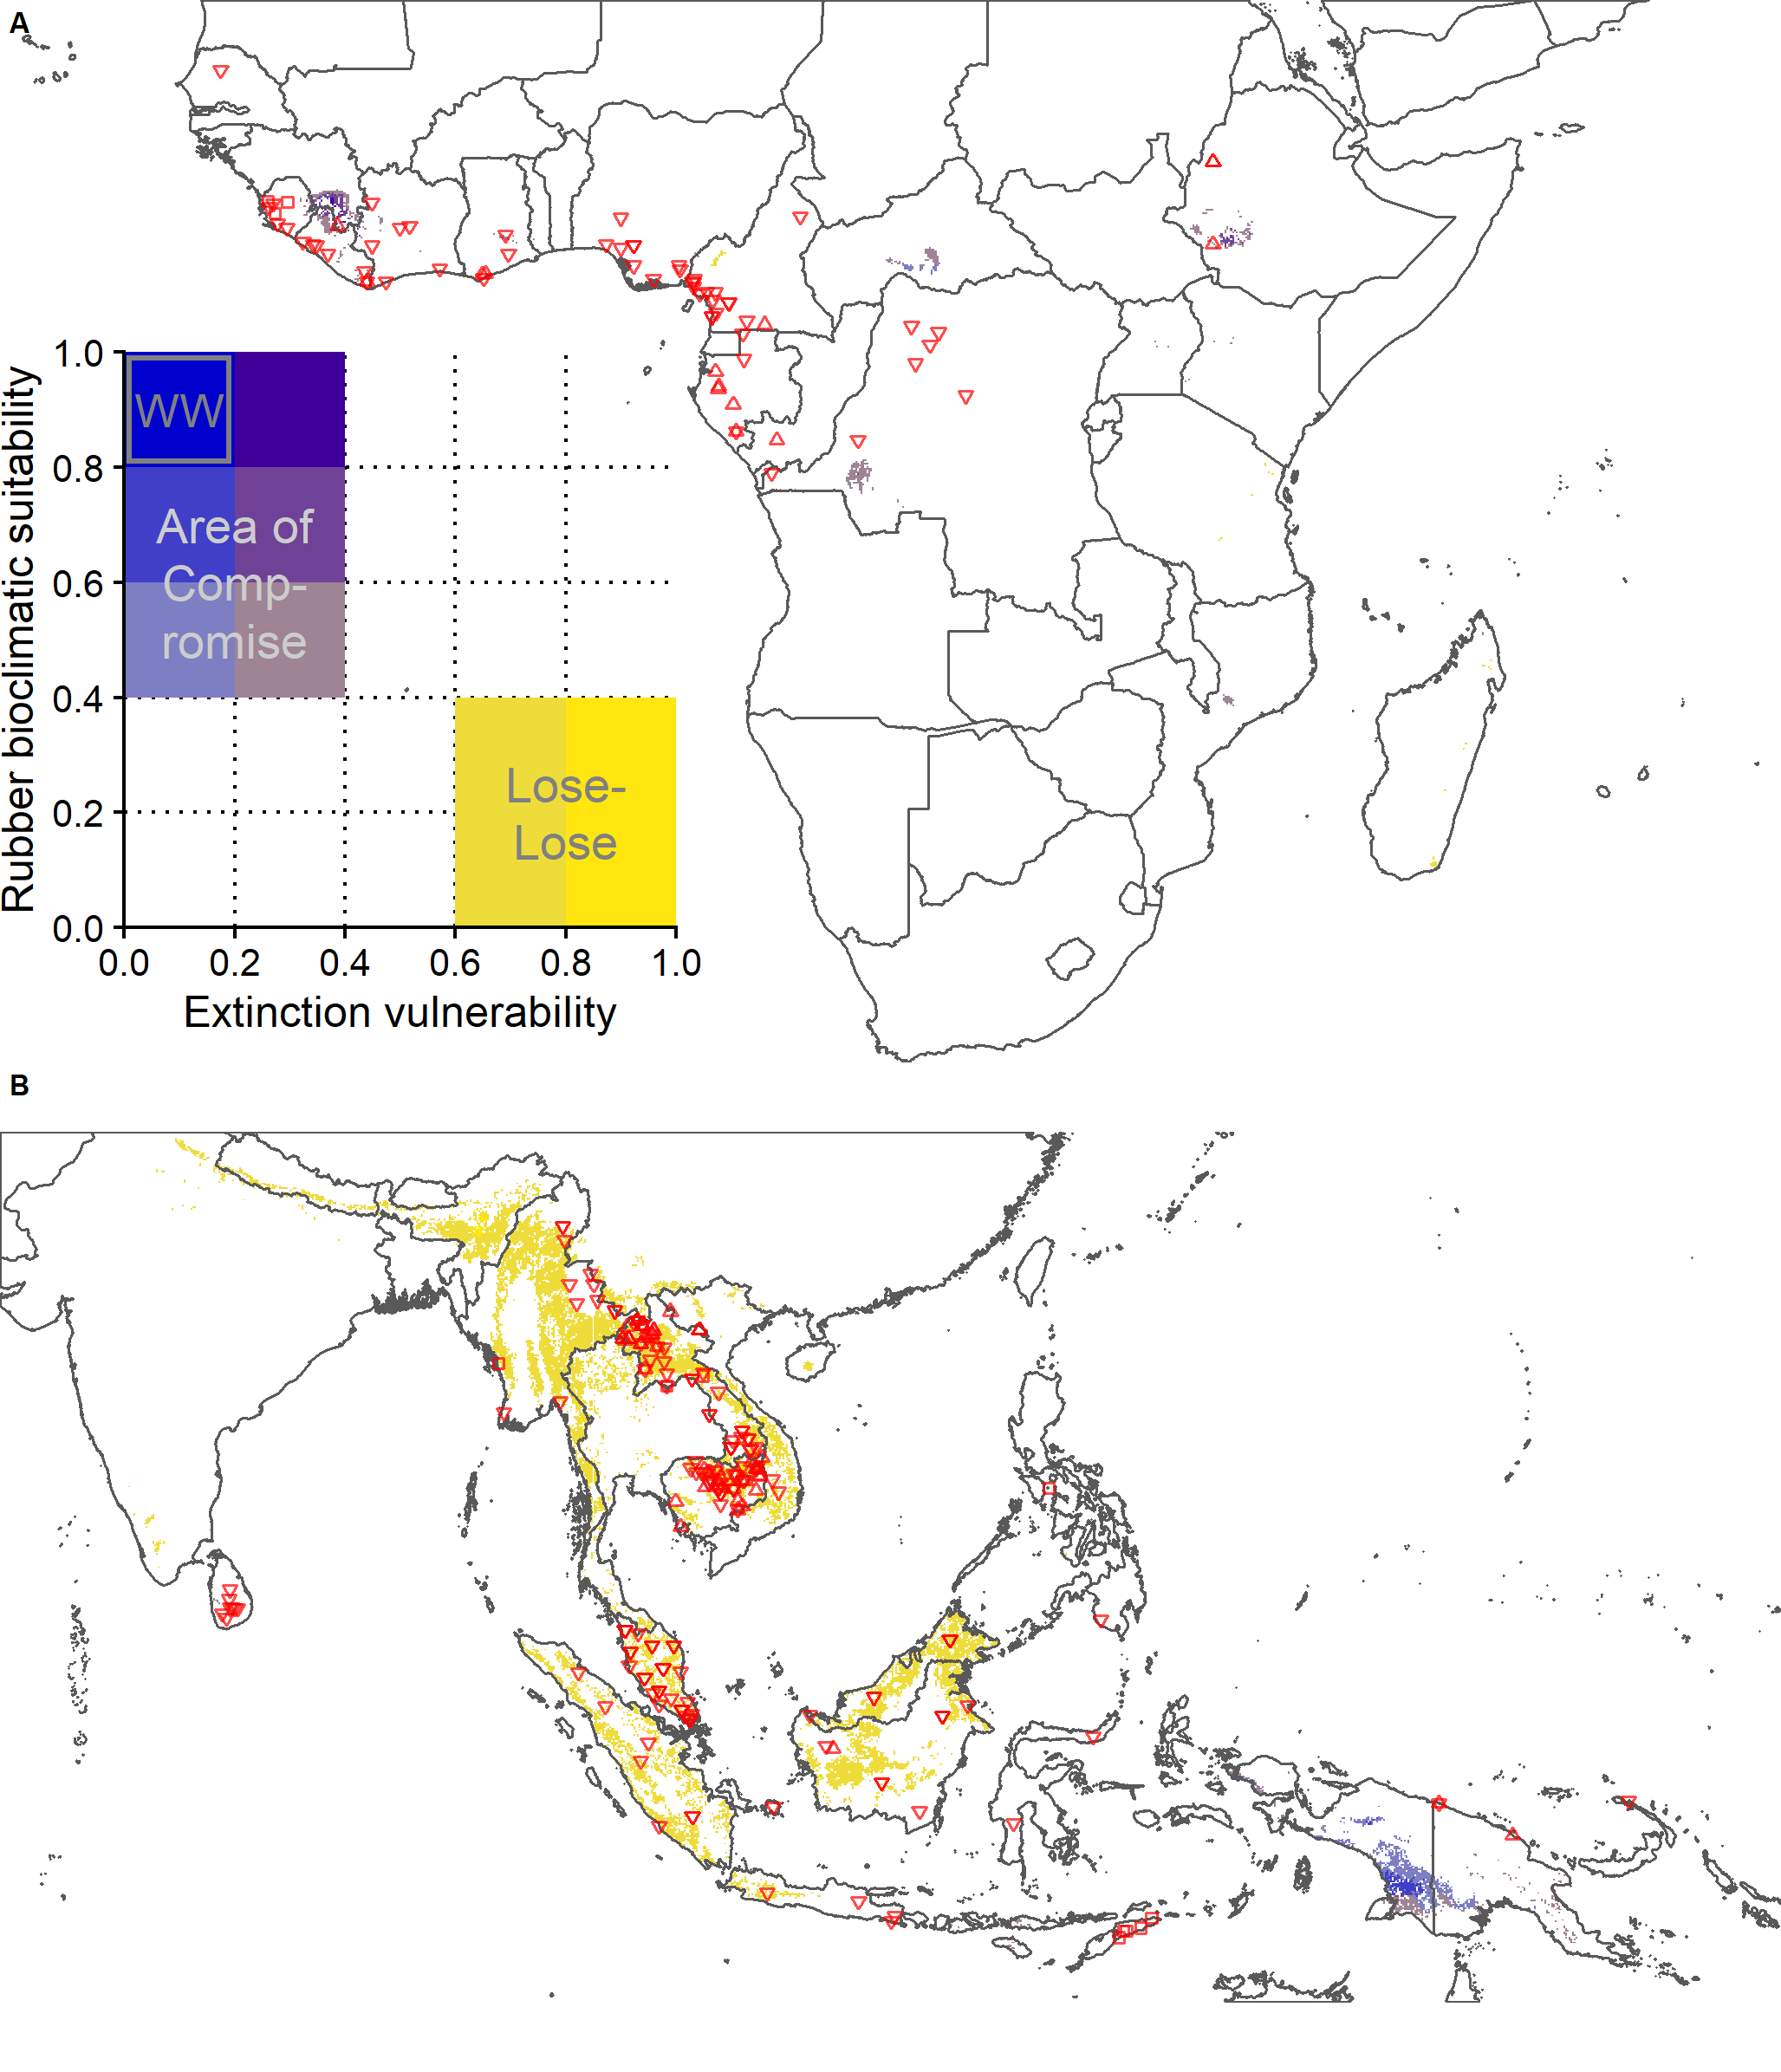 A
1.0
0.8
0.6
0.4
0.2
0.0
Rubber bioclimatic suitability
WW
Area of
Comp-
romise
Lose-
Lose
0.0 0.2 0.4 0.6 0.8 1.0
Extinction vulnerability
B